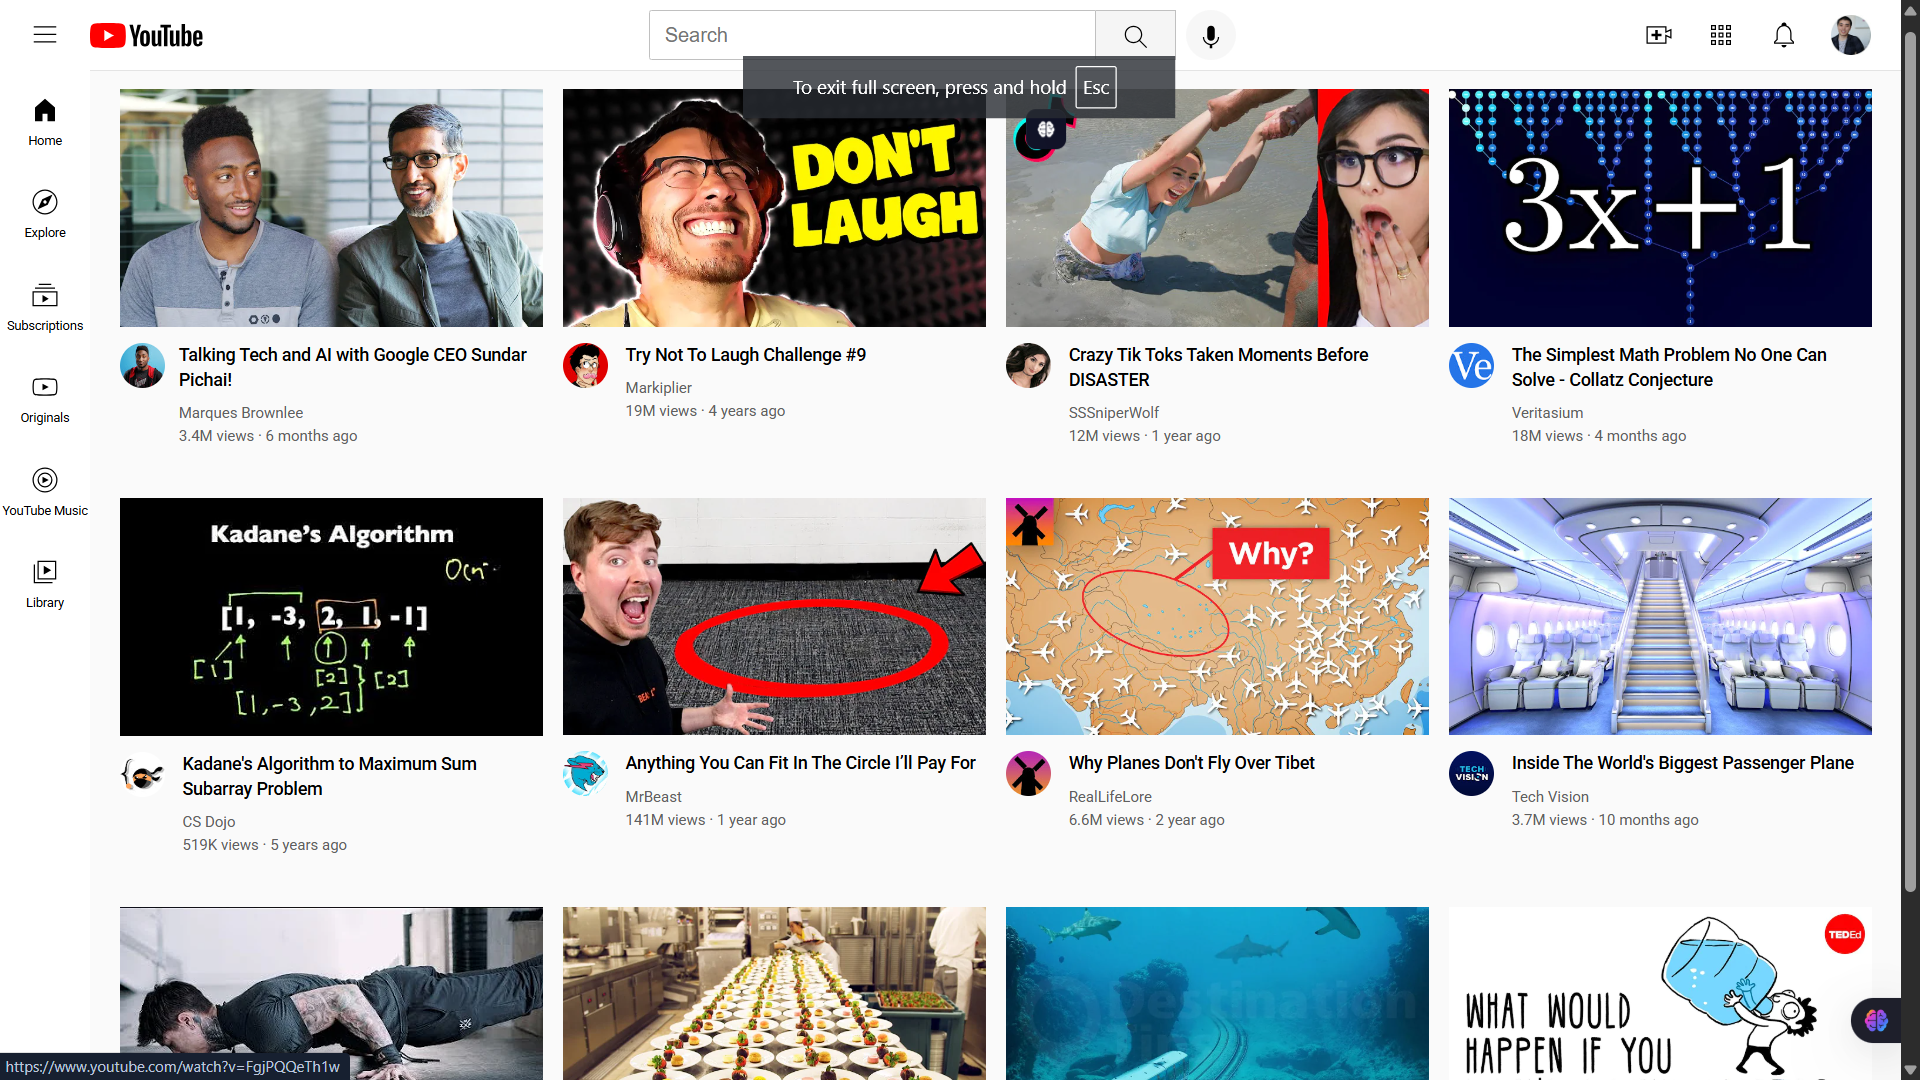 YouTube
Search
To exit full screen, press and hold Esc
Home
Explore
Subscriptions
Originals
YouTube Music
Library
DON'T
LAUGH
3x+1
Talking Tech and AI with Google CEO Sundar
Pichai!
Marques Brownlee
3.4M views · 6 months ago
Try Not To Laugh Challenge #9
Markiplier
19M views · 4 years ago
Crazy Tik Toks Taken Moments Before
DISASTER
SSSniperWolf
12M views · 1 year ago
Ve
The Simplest Math Problem No One Can
Solve - Collatz Conjecture
Veritasium
18M views · 4 months ago
Kadane's Algorithm
[1, -3, 2, 1, -1]
[1]
[2]
[2]
[1,-3,2]
Why?
Kadane's Algorithm to Maximum Sum
Subarray Problem
CS Dojo
519K views · 5 years ago
Anything You Can Fit In The Circle I’ll Pay For
MrBeast
141M views · 1 year ago
Why Planes Don't Fly Over Tibet
RealLifeLore
6.6M views · 2 year ago
TECH
VISION
Inside The World's Biggest Passenger Plane
Tech Vision
3.7M views · 10 months ago
TEDEd
WHAT WOULD
HAPPEN IF YOU
https://www.youtube.com/watch?v=FgjPQQeTh1w